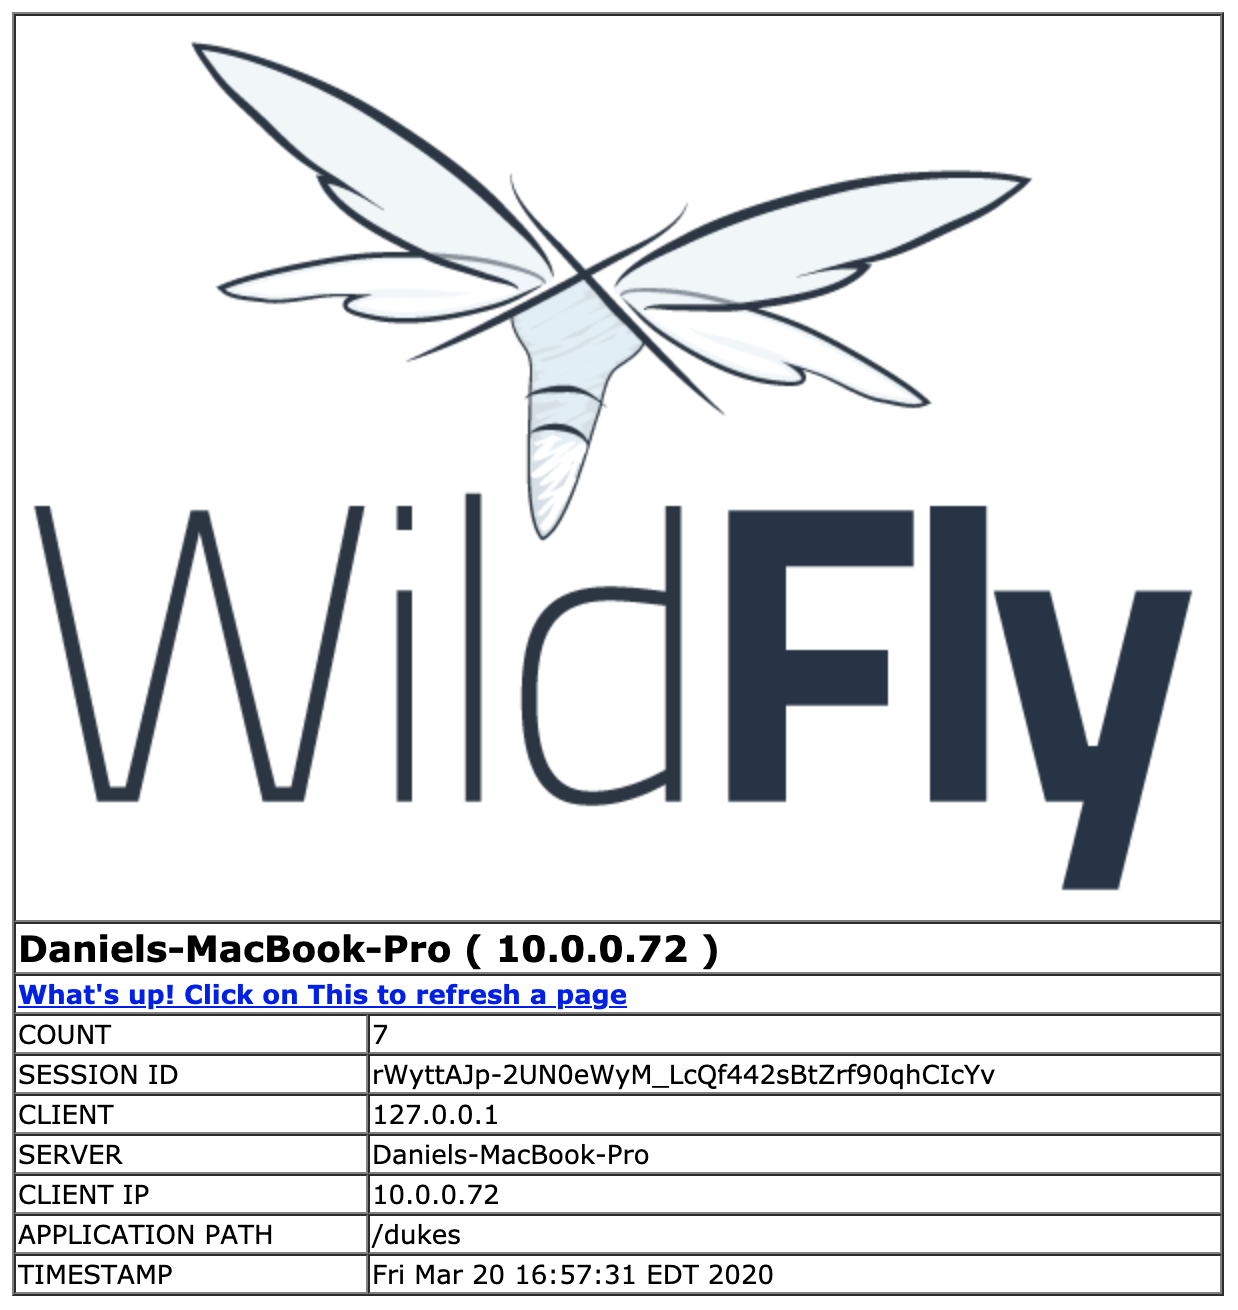 WildFly
Daniels-MacBook-Pro ( 10.0.0.72 )
What's up! Click on This to refresh a page
COUNT 7
SESSION ID rWyttAJp-2UN0eWyM_LcQf442sBtZrf90qhCIcYv
CLIENT 127.0.0.1
SERVER Daniels-MacBook-Pro
CLIENT IP 10.0.0.72
APPLICATION PATH /dukes
TIMESTAMP Fri Mar 20 16:57:31 EDT 2020